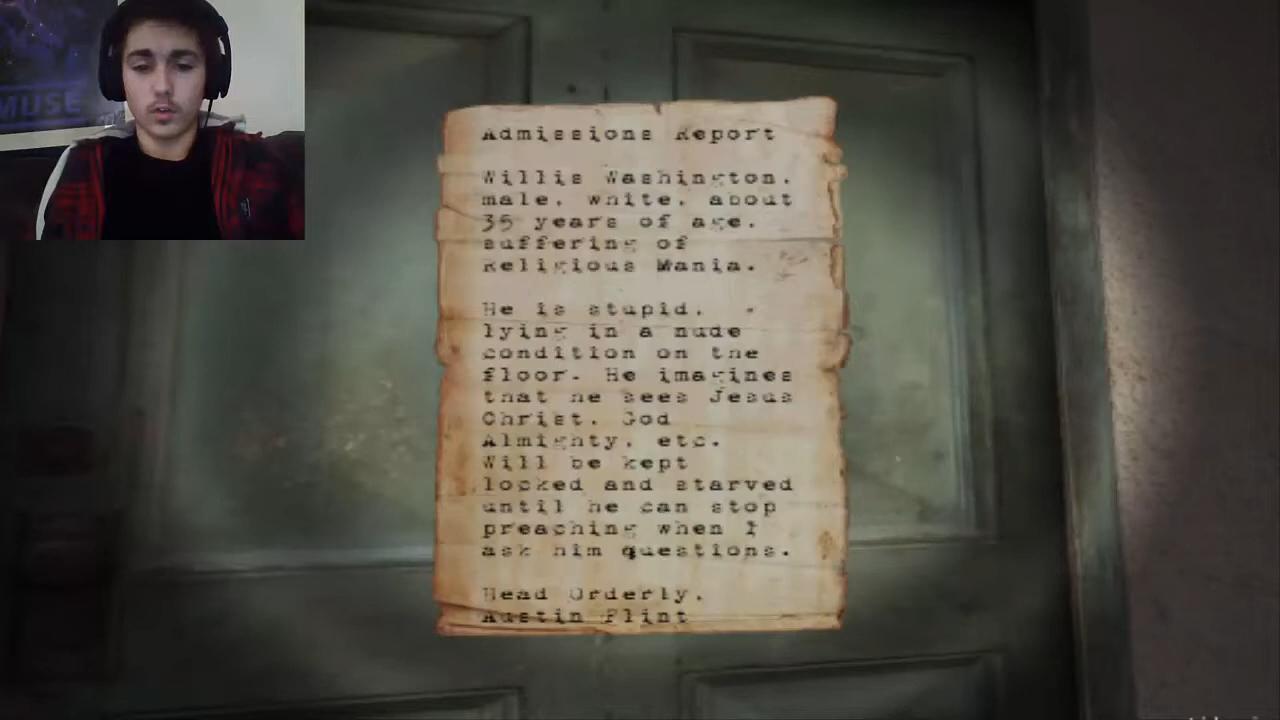 MUSE
Admissions Report
Willis Washington,
male, white, about
35 years of age.
suffering of
Religious Mania.
He is stupid,
lying in a nude
condition on the
floor. He imagines
that he sees Jesus
Christ, God
Almighty, etc.
Will be kept
locked and starved
until he can stop
preaching when I
ask him questions.
Head Orderly,
Austin Flint